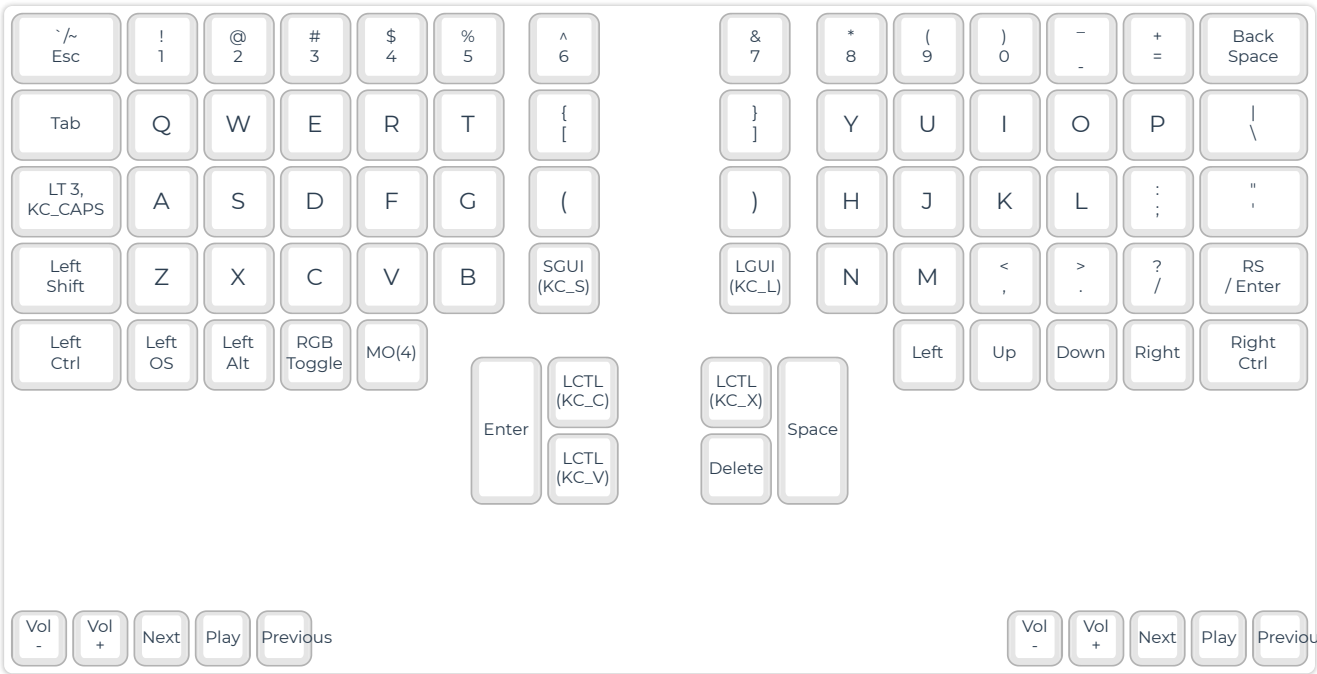 `/~ ! @ # $ % ^ & * ( ) _ + Back
Esc 1 2 3 4 5 6 7 8 9 0 - = Space
Tab Q W E R T { [ } ] Y U I O P | \
LT 3, KC_CAPS A S D F G ( ) H J K L : ; " '
Left Shift Z X C V B SGUI (KC_S) LGUI (KC_L) N M < , > . ? / RS / Enter
Left Ctrl Left OS Left Alt RGB Toggle MO(4) Left Up Down Right Right Ctrl
Enter LCTL (KC_C) LCTL (KC_X) Space
LCTL (KC_V) Delete
Vol - Vol + Next Play Previous Vol - Vol + Next Play Previou